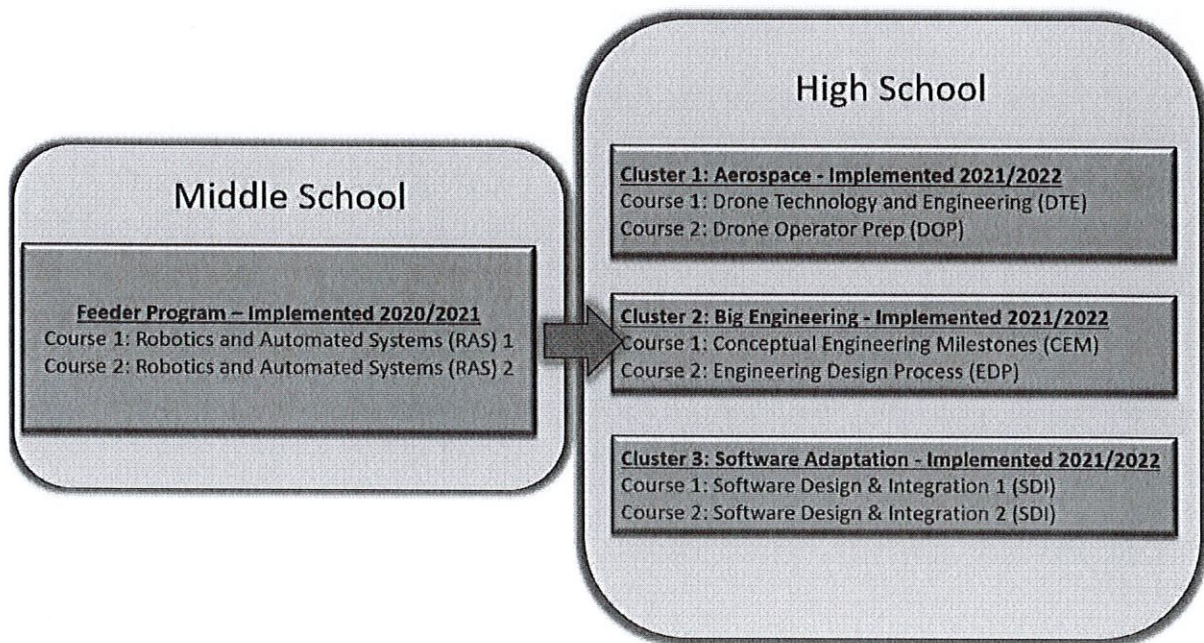 Middle School
Feeder Program – Implemented 2020/2021
Course 1: Robotics and Automated Systems (RAS) 1
Course 2: Robotics and Automated Systems (RAS) 2
High School
Cluster 1: Aerospace - Implemented 2021/2022
Course 1: Drone Technology and Engineering (DTE)
Course 2: Drone Operator Prep (DOP)
Cluster 2: Big Engineering - Implemented 2021/2022
Course 1: Conceptual Engineering Milestones (CEM)
Course 2: Engineering Design Process (EDP)
Cluster 3: Software Adaptation - Implemented 2021/2022
Course 1: Software Design & Integration 1 (SDI)
Course 2: Software Design & Integration 2 (SDI)